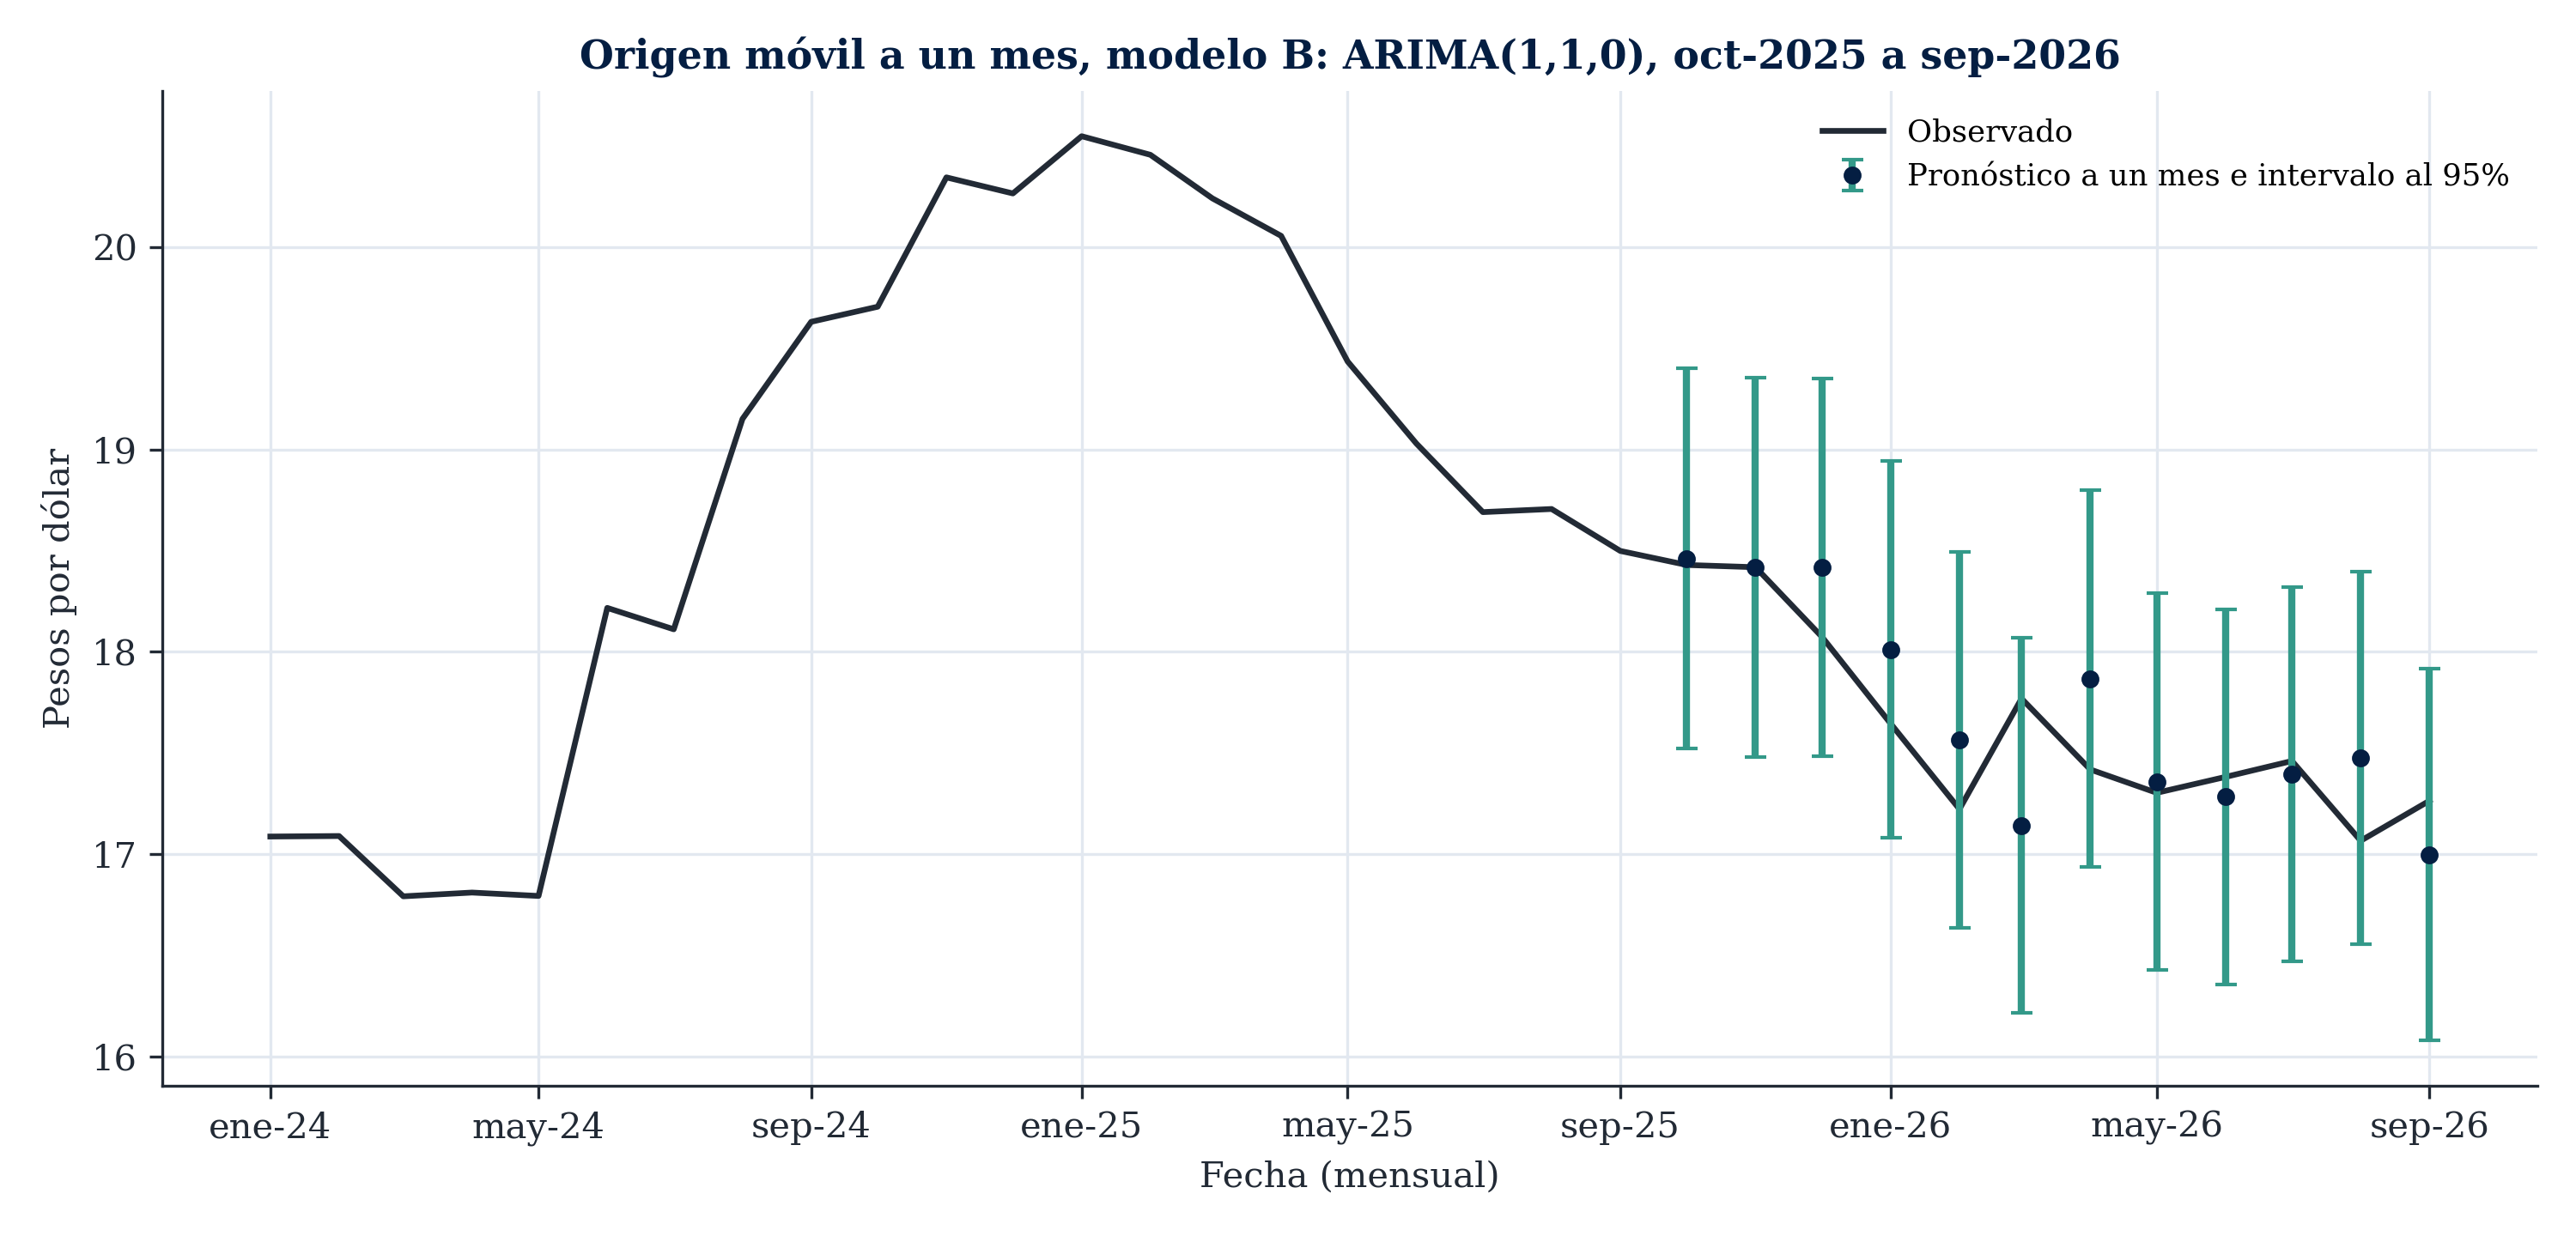 Origen móvil a un mes, modelo B: ARIMA(1,1,0), oct-2025 a sep-2026
Observado
Pronóstico a un mes e intervalo al 95%
Pesos por dólar
20
19
18
17
16
ene-24 may-24 sep-24 ene-25 may-25 sep-25 ene-26 may-26 sep-26
Fecha (mensual)